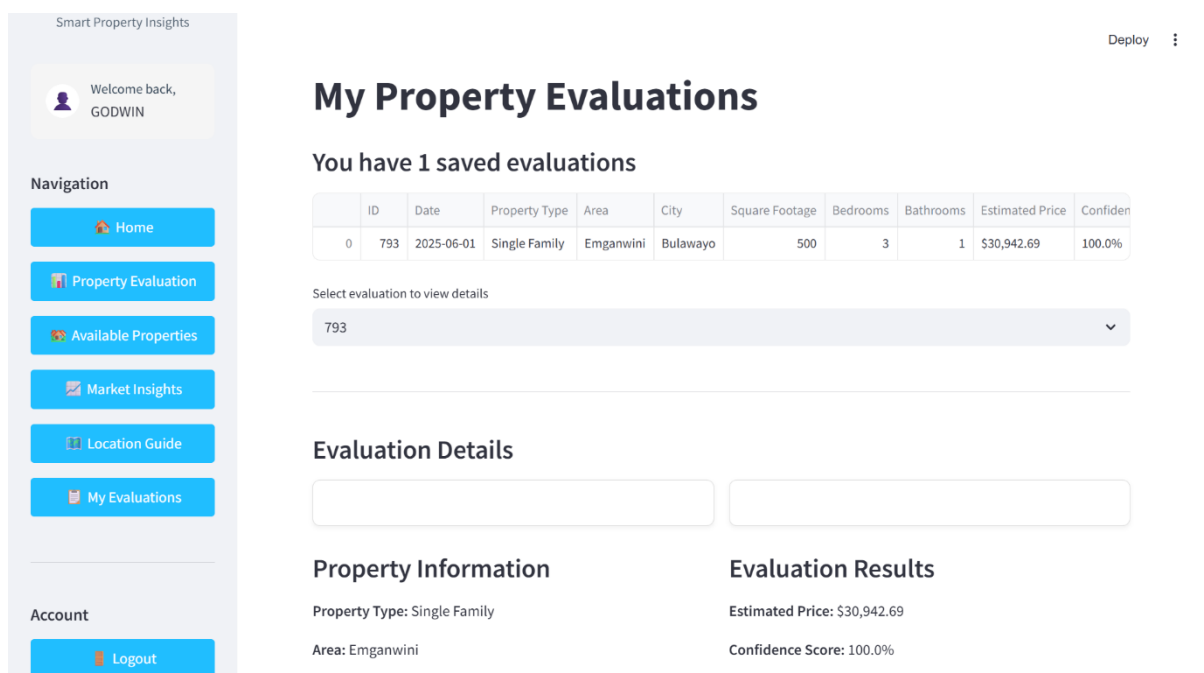 Smart Property Insights
Deploy
Welcome back,
GODWIN
Navigation
Home
Property Evaluation
Available Properties
Market Insights
Location Guide
My Evaluations
Account
Logout
My Property Evaluations
You have 1 saved evaluations
ID Date Property Type Area City Square Footage Bedrooms Bathrooms Estimated Price Confiden
0 793 2025-06-01 Single Family Emganwini Bulawayo 500 3 1 $30,942.69 100.0%
Select evaluation to view details
793
Evaluation Details
Property Information
Property Type: Single Family
Area: Emganwini
Evaluation Results
Estimated Price: $30,942.69
Confidence Score: 100.0%